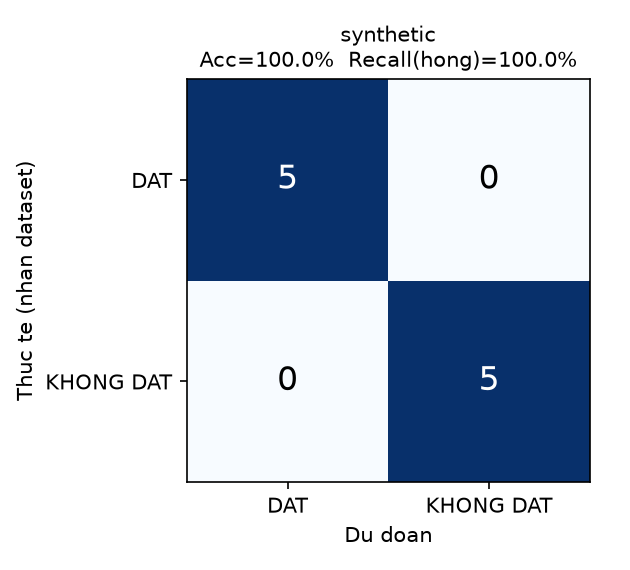 synthetic
Acc=100.0%  Recall(hong)=100.0%
Thuc te (nhan dataset)
DAT
5
0
KHONG DAT
0
5
DAT
KHONG DAT
Du doan